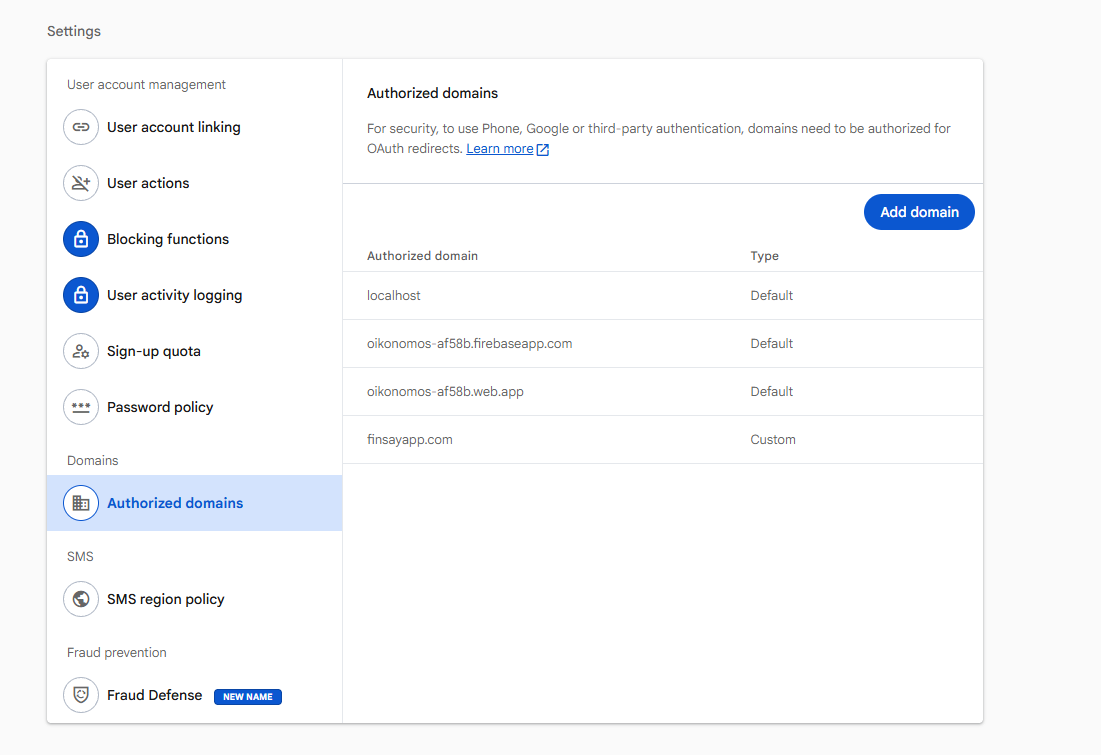 Settings
User account management
User account linking
User actions
Blocking functions
User activity logging
Sign-up quota
Password policy
Domains
Authorized domains
SMS
SMS region policy
Fraud prevention
Fraud Defense NEW NAME
Authorized domains
For security, to use Phone, Google or third-party authentication, domains need to be authorized for
OAuth redirects. Learn more
Add domain
Authorized domain Type
localhost Default
oikonomos-af58b.firebaseapp.com Default
oikonomos-af58b.web.app Default
finsayapp.com Custom